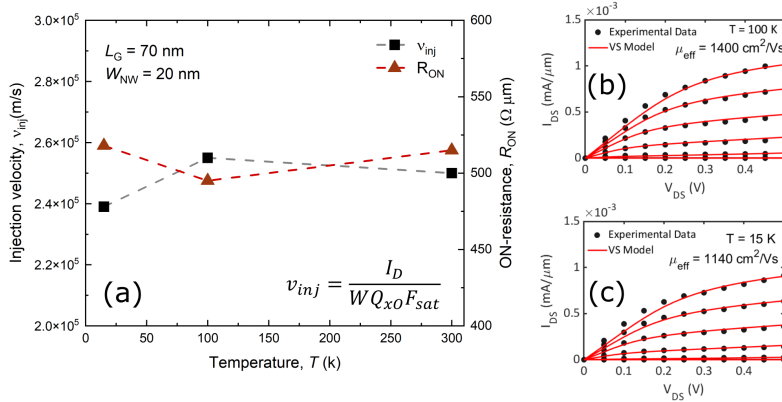 3.0×10⁵
2.8×10⁵
2.6×10⁵
2.4×10⁵
2.2×10⁵
2.0×10⁵
Injection velocity, ν_inj(m/s)
L_G = 70 nm
W_NW = 20 nm
ν_inj
R_ON
(a)
v_inj = I_D / WQ_xOF_sat
0 50 100 150 200 250 300
Temperature, T (k)
600
550
500
450
400
ON-resistance, R_ON (Ω μm)
×10⁻³
1.5
1
0.5
0
I_DS (mA/μm)
Experimental Data
VS Model
T = 100 K
μ_eff = 1400 cm²/Vs
(b)
0 0.1 0.2 0.3 0.4
V_DS (V)
×10⁻³
1.5
1
0.5
0
I_DS (mA/μm)
Experimental Data
VS Model
T = 15 K
μ_eff = 1140 cm²/Vs
(c)
0 0.1 0.2 0.3 0.4
V_DS (V)